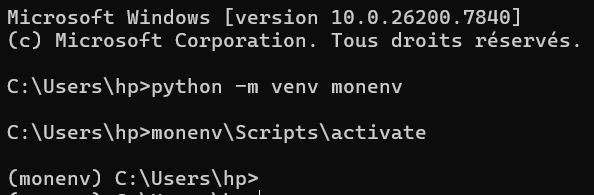 Microsoft Windows [version 10.0.26200.7840]
(c) Microsoft Corporation. Tous droits réservés.
C:\Users\hp>python -m venv monenv
C:\Users\hp>monenv\Scripts\activate
(monenv) C:\Users\hp>